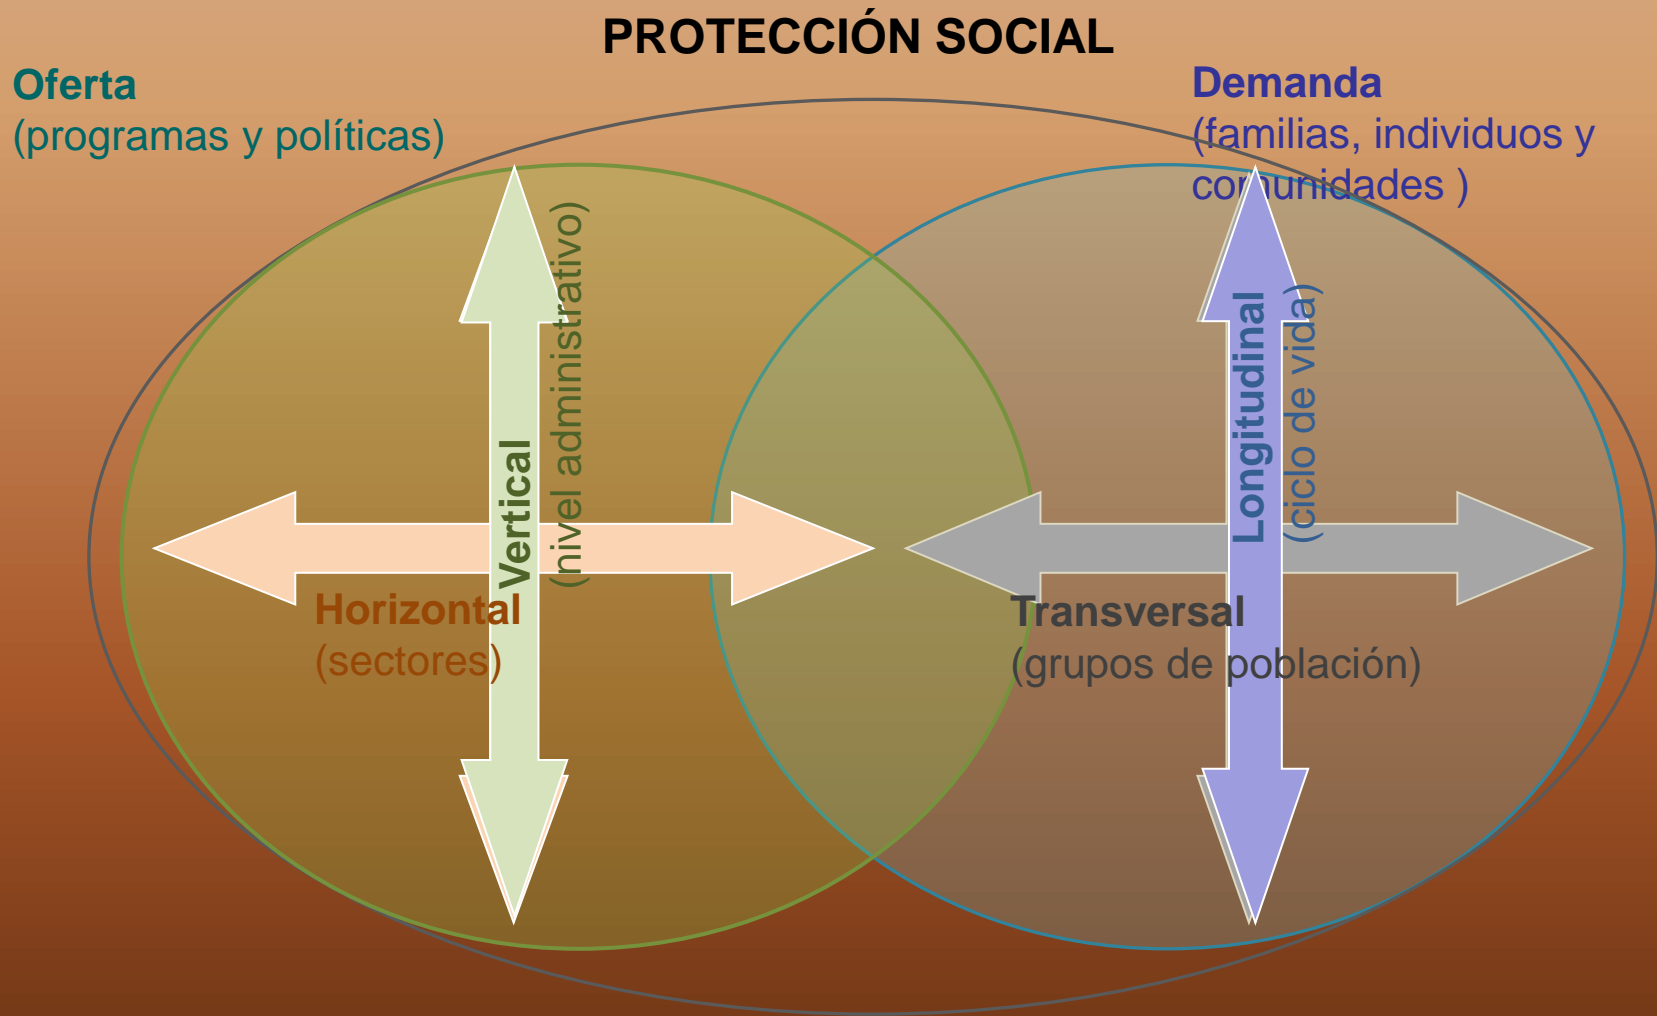 PROTECCIÓN SOCIAL
Oferta
(programas y políticas)
Demanda
(familias, individuos y
comunidades )
Vertical
(nivel administrativo)
Horizontal
(sectores)
Longitudinal
(ciclo de vida)
Transversal
(grupos de población)